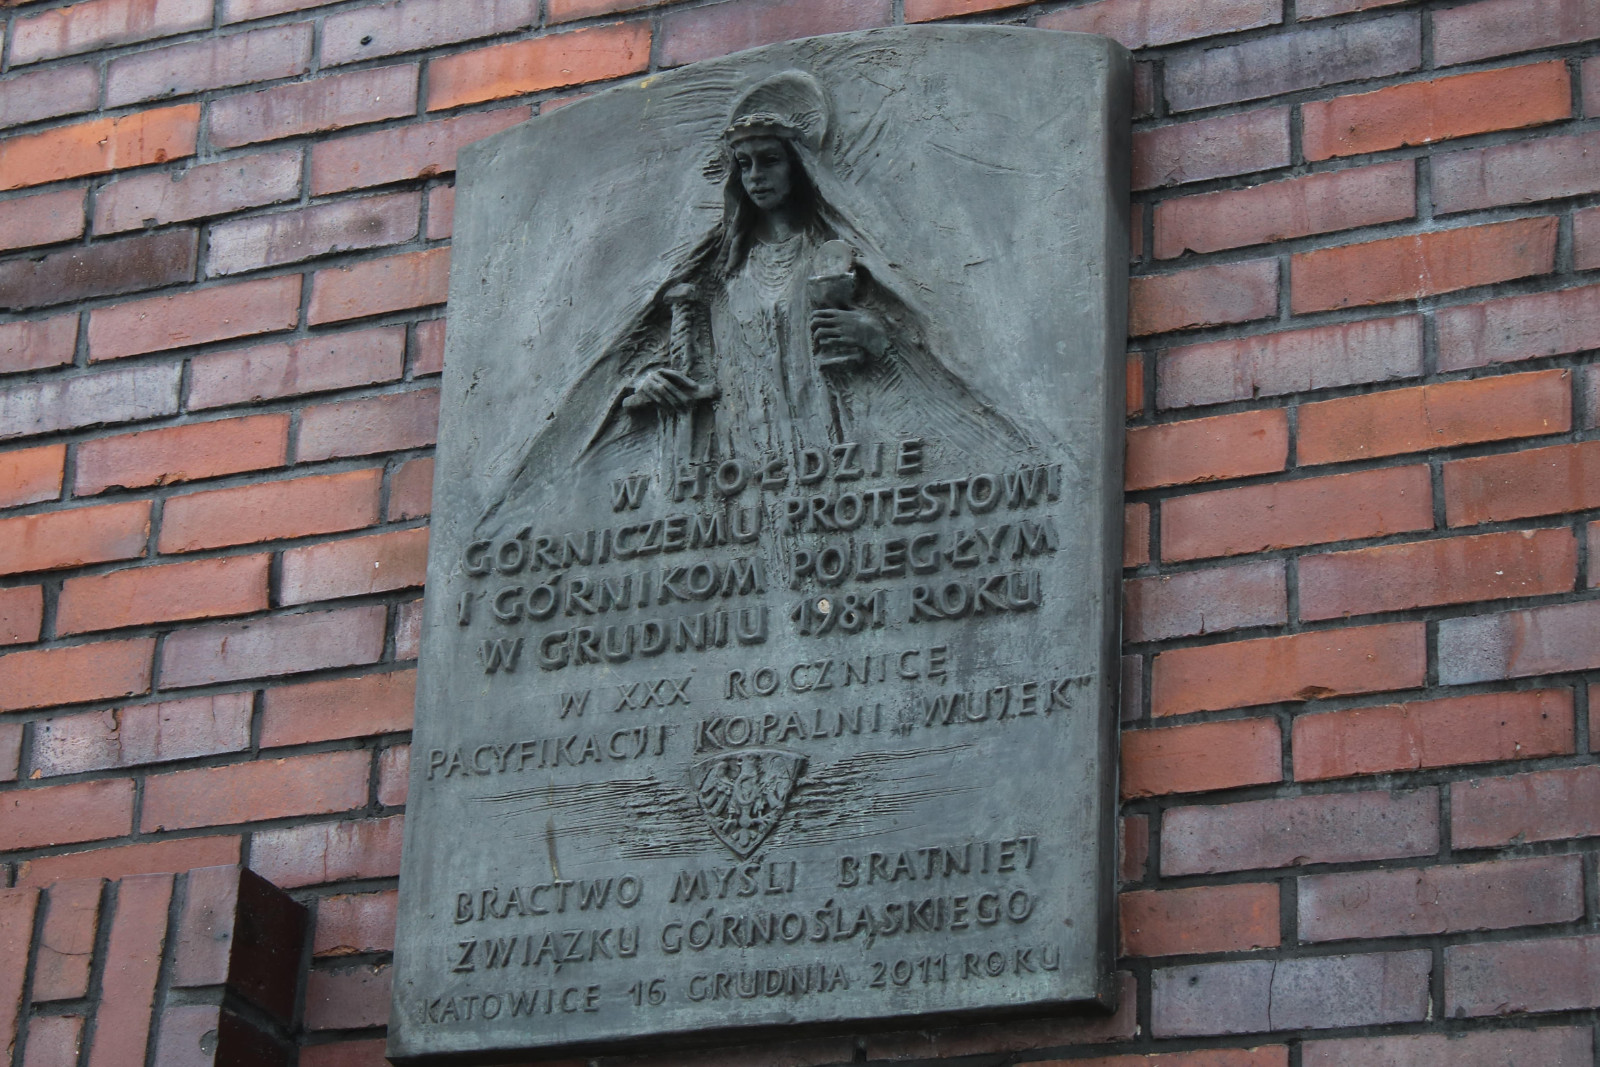 W HOŁDZIE
GÓRNICZEMU PROTESTOWI
I GÓRNIKOM POLEGŁYM
W GRUDNIU 1981 ROKU
W XXX ROCZNICĘ
PACYFIKACJI KOPALNI „WUJEK”
BRACTWO MYŚLI BRATNIEJ
ZWIĄZKU GÓRNOŚLĄSKIEGO
KATOWICE 16 GRUDNIA 2011 ROKU